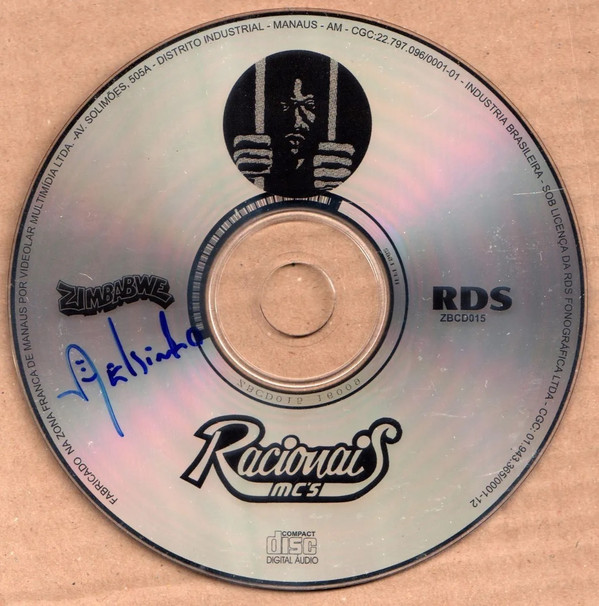 FABRICADO NA ZONA FRANCA DE MANAUS POR VIDEOLAR MULTIMÍDIA LTDA. -AV. SOLIMÕES, 505A - DISTRITO INDUSTRIAL - MANAUS - AM - CGC:22.797.096/0001-01 - INDÚSTRIA BRASILEIRA - SOB LICENÇA DA RDS FONOGRÁFICA LTDA - CGC: 01.943.365/0001-12
ZIMBABWE
RDS
ZBCD015
Racionais
MC'S
COMPACT
disc
DIGITAL AUDIO